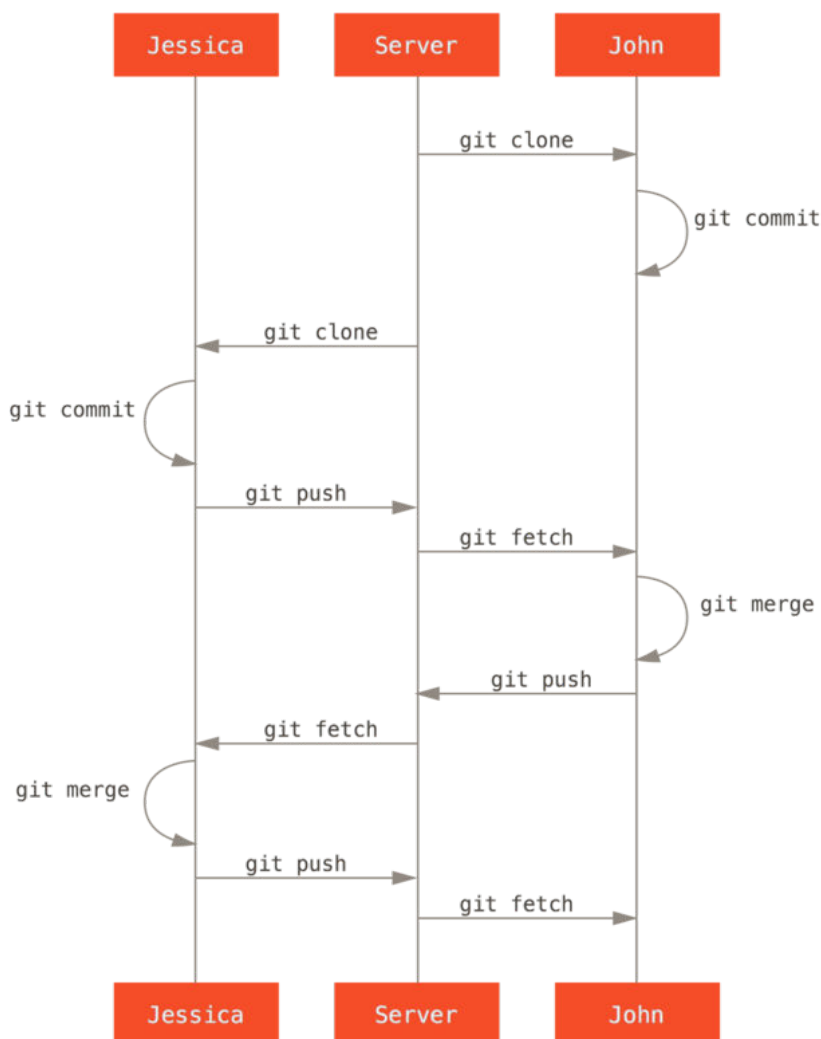 Jessica Server John
git clone
git commit
git clone
git commit
git push
git fetch
git merge
git push
git fetch
git merge
git push
git fetch
Jessica Server John